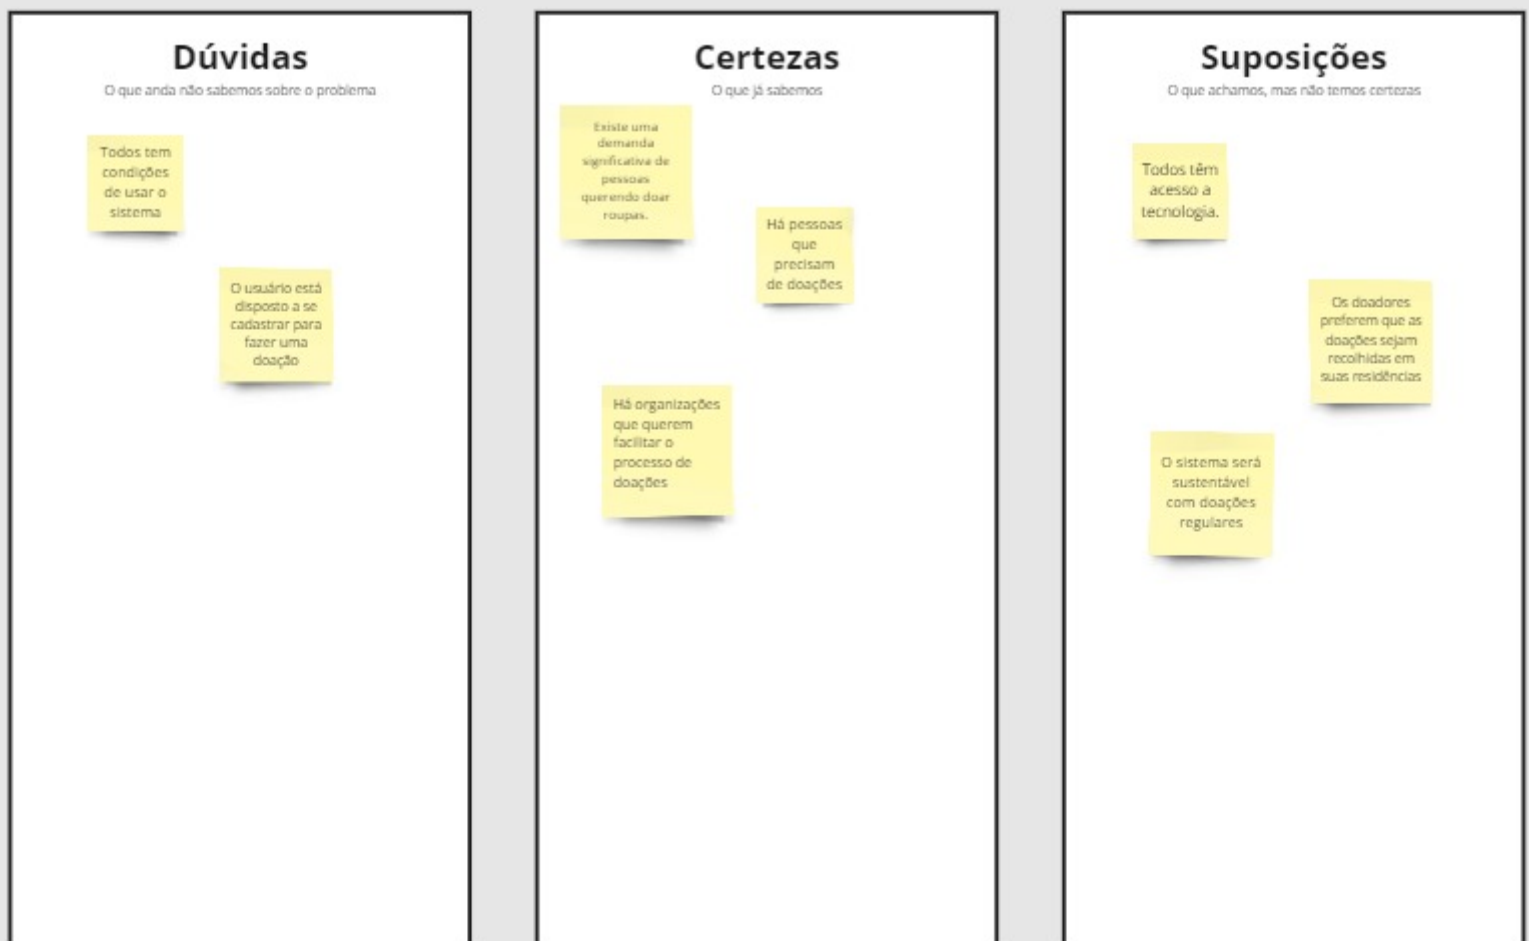 Dúvidas
O que anda não sabemos sobre o problema
Todos tem
condições
de usar o
sistema
O usuário está
disposto a se
cadastrar para
fazer uma
doação
Certezas
O que já sabemos
Existe uma
demanda
significativa de
pessoas
querendo doar
roupas.
Há pessoas
que
precisam
de doações
Há organizações
que querem
facilitar o
processo de
doações
Suposições
O que achamos, mas não temos certezas
Todos têm
acesso a
tecnologia.
Os doadores
preferem que as
doações sejam
recolhidas em
suas residências
O sistema será
sustentável
com doações
regulares